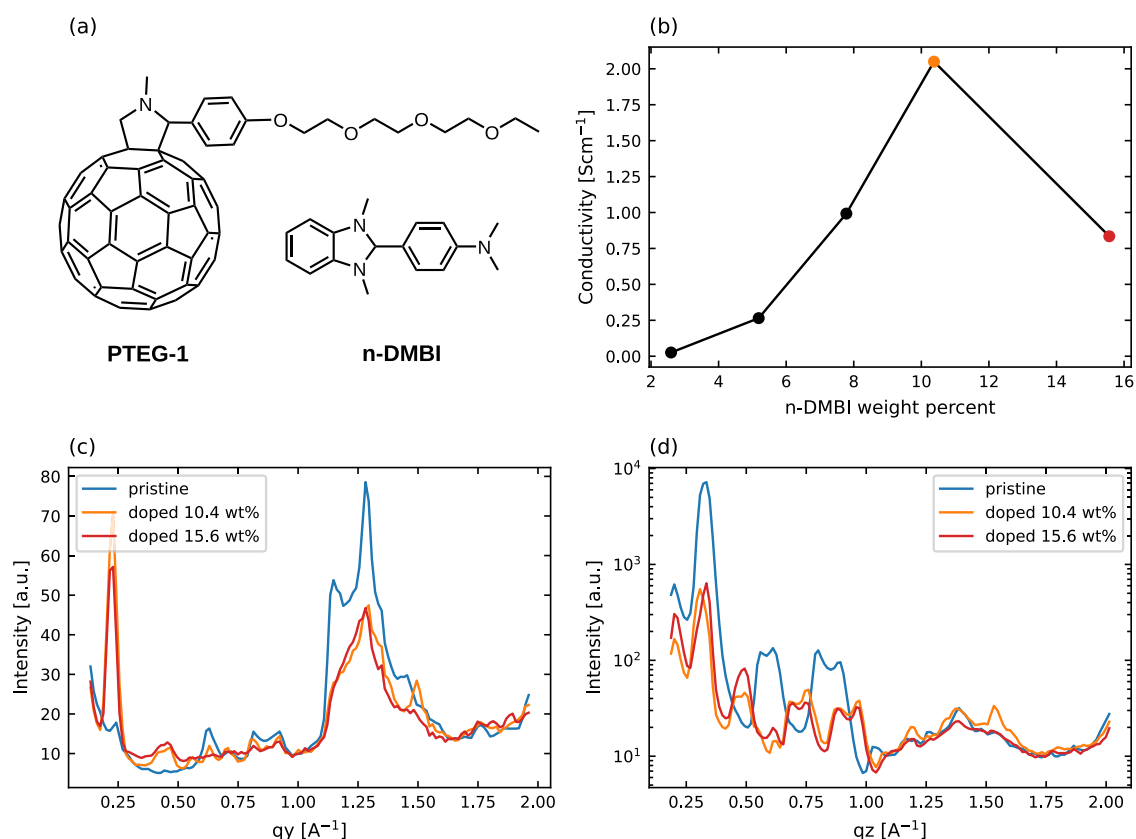 (a)
N
O
O
O
O
N
N
N
PTEG-1
n-DMBI
(b)
Conductivity [Scm⁻¹]
2.00
1.75
1.50
1.25
1.00
0.75
0.50
0.25
0.00
2 4 6 8 10 12 14 16
n-DMBI weight percent
(c)
Intensity [a.u.]
80
70
60
50
40
30
20
10
pristine
doped 10.4 wt%
doped 15.6 wt%
0.25 0.50 0.75 1.00 1.25 1.50 1.75 2.00
qy [A⁻¹]
(d)
Intensity [a.u.]
10⁴
10³
10²
10¹
pristine
doped 10.4 wt%
doped 15.6 wt%
0.25 0.50 0.75 1.00 1.25 1.50 1.75 2.00
qz [A⁻¹]